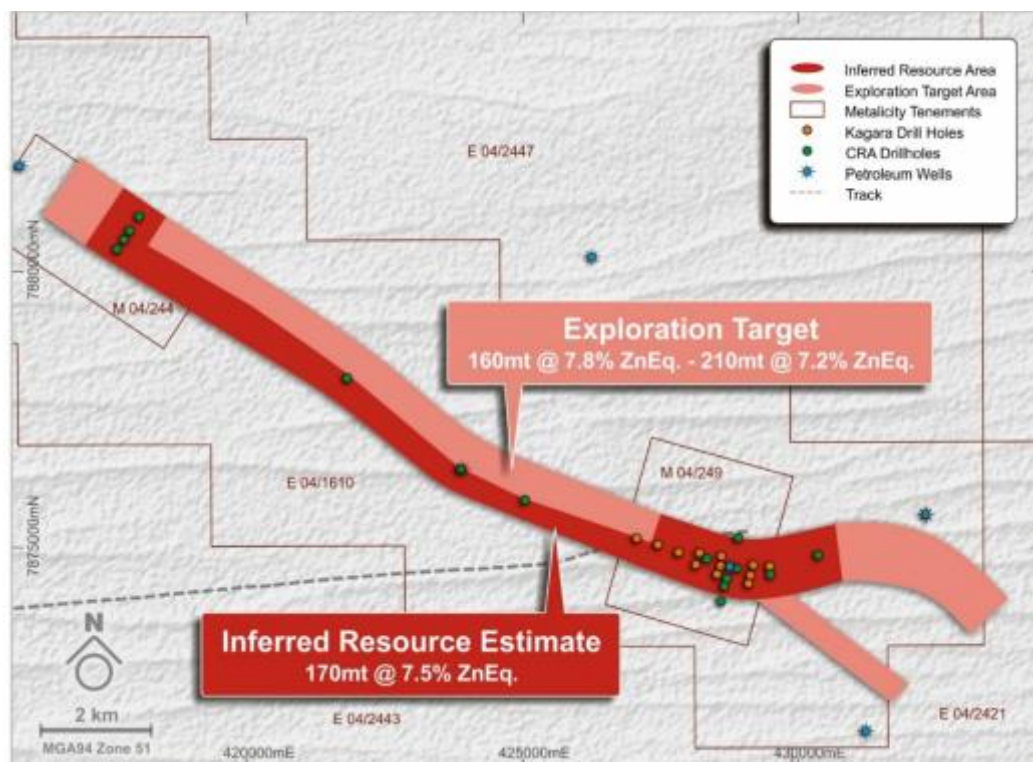 Inferred Resource Area
Exploration Target Area
Metalicity Tenements
Kagara Drill Holes
CRA Drillholes
Petroleum Wells
Track
E 04/2447
7880000mN
M 04/244
Exploration Target
160mt @ 7.8% ZnEq. - 210mt @ 7.2% ZnEq.
M 04/249
E 04/1610
7875000mN
Inferred Resource Estimate
170mt @ 7.5% ZnEq.
N
2 km
MGA94 Zone 51
E 04/2443
E 04/2421
420000mE
425000mE
430000mE